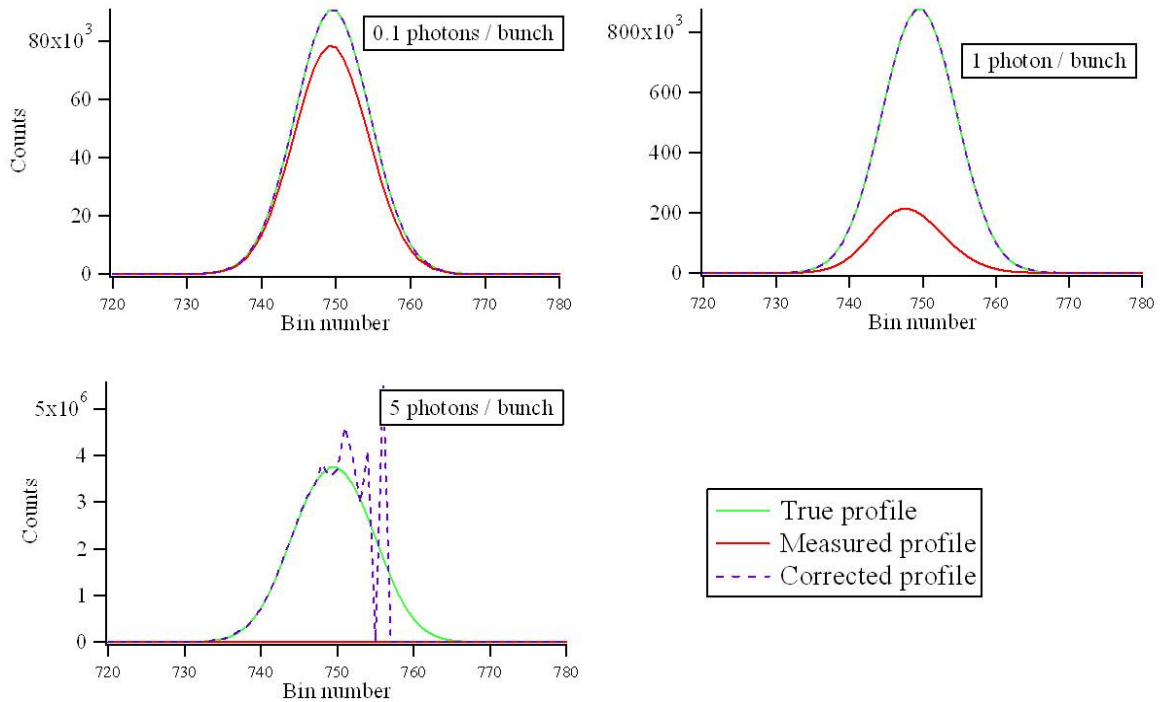 0.1 photons / bunch
80x10³
60
40
20
0
Counts
720 730 740 750 760 770 780
Bin number
1 photon / bunch
800x10³
600
400
200
0
720 730 740 750 760 770 780
Bin number
5 photons / bunch
5x10⁶
4
3
2
1
0
Counts
720 730 740 750 760 770 780
Bin number
True profile
Measured profile
Corrected profile